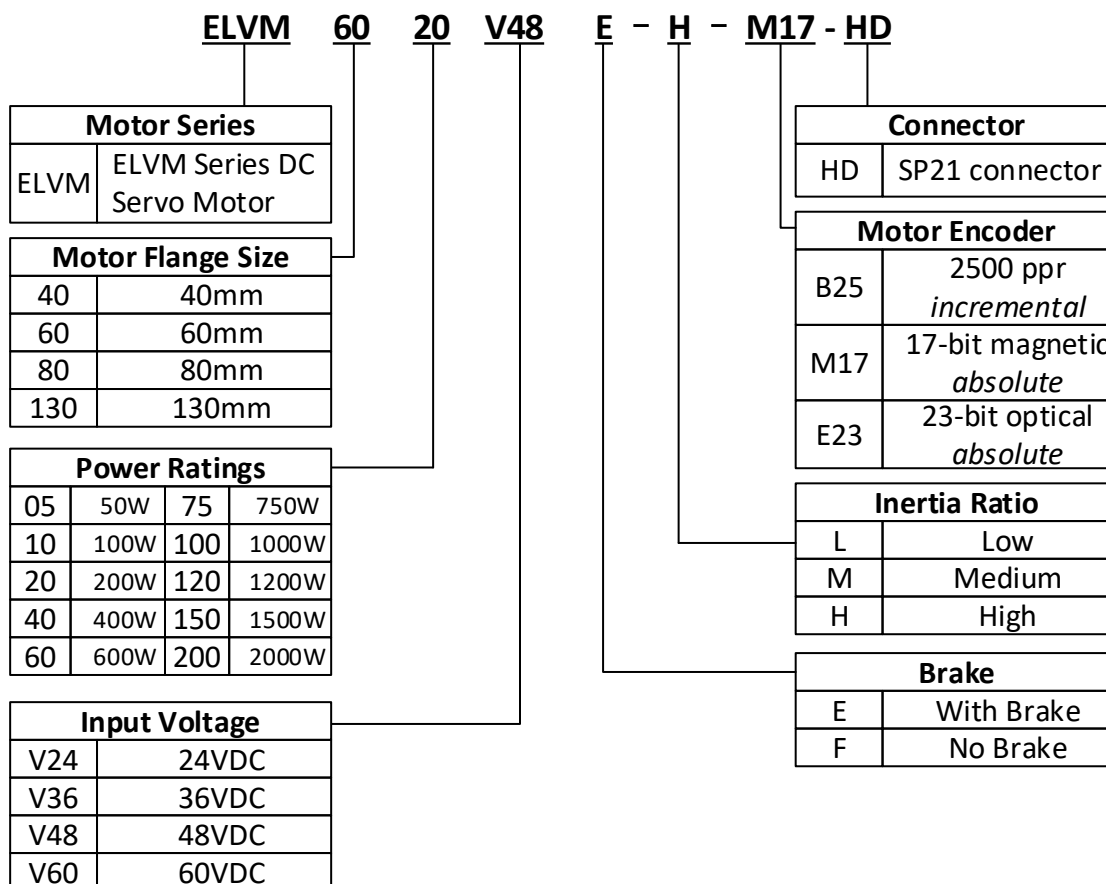 ELVM 60 20 V48 E – H – M17 - HD
Motor Series
ELVM ELVM Series DC
Servo Motor
Motor Flange Size
40 40mm
60 60mm
80 80mm
130 130mm
Power Ratings
05 50W 75 750W
10 100W 100 1000W
20 200W 120 1200W
40 400W 150 1500W
60 600W 200 2000W
Input Voltage
V24 24VDC
V36 36VDC
V48 48VDC
V60 60VDC
Connector
HD SP21 connector
Motor Encoder
B25 2500 ppr
incremental
M17 17-bit magnetic
absolute
E23 23-bit optical
absolute
Inertia Ratio
L Low
M Medium
H High
Brake
E With Brake
F No Brake